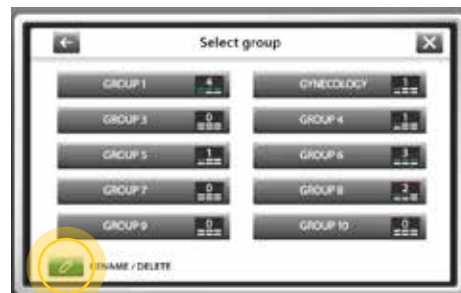 Select group
GROUP 1 4
GYNECOLOGY 1
GROUP 3 0
GROUP 4 1
GROUP 5 1
GROUP 6 3
GROUP 7 0
GROUP 8 2
GROUP 9 0
GROUP 10 0
RENAME / DELETE